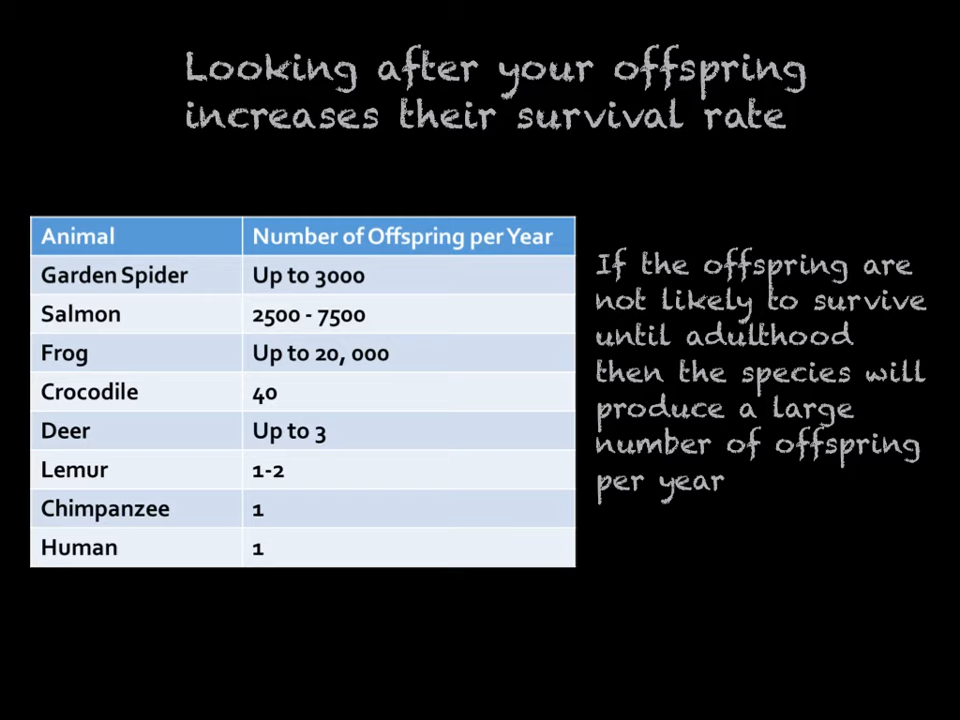 Looking after your offspring
increases their survival rate
Animal Number of Offspring per Year
Garden Spider Up to 3000
Salmon 2500 - 7500
Frog Up to 20, 000
Crocodile 40
Deer Up to 3
Lemur 1-2
Chimpanzee 1
Human 1
If the offspring are
not likely to survive
until adulthood
then the species will
produce a large
number of offspring
per year